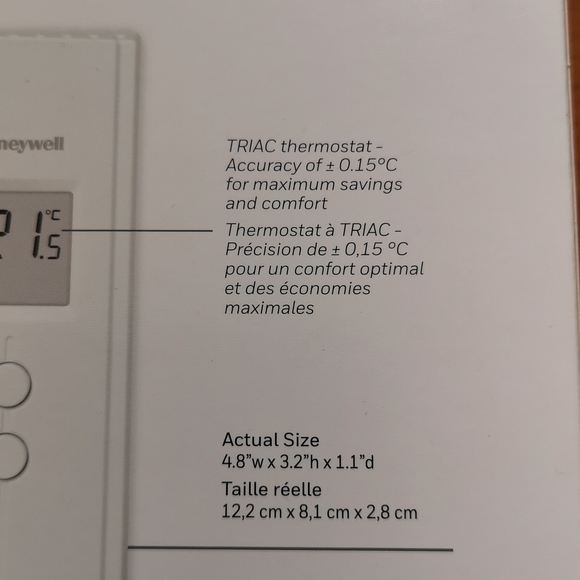 neywell
TRIAC thermostat -
Accuracy of ± 0.15°C
for maximum savings
and comfort
21.5 °C
Thermostat à TRIAC -
Précision de ± 0,15 °C
pour un confort optimal
et des économies
maximales
Actual Size
4.8"w x 3.2"h x 1.1"d
Taille réelle
12,2 cm x 8,1 cm x 2,8 cm